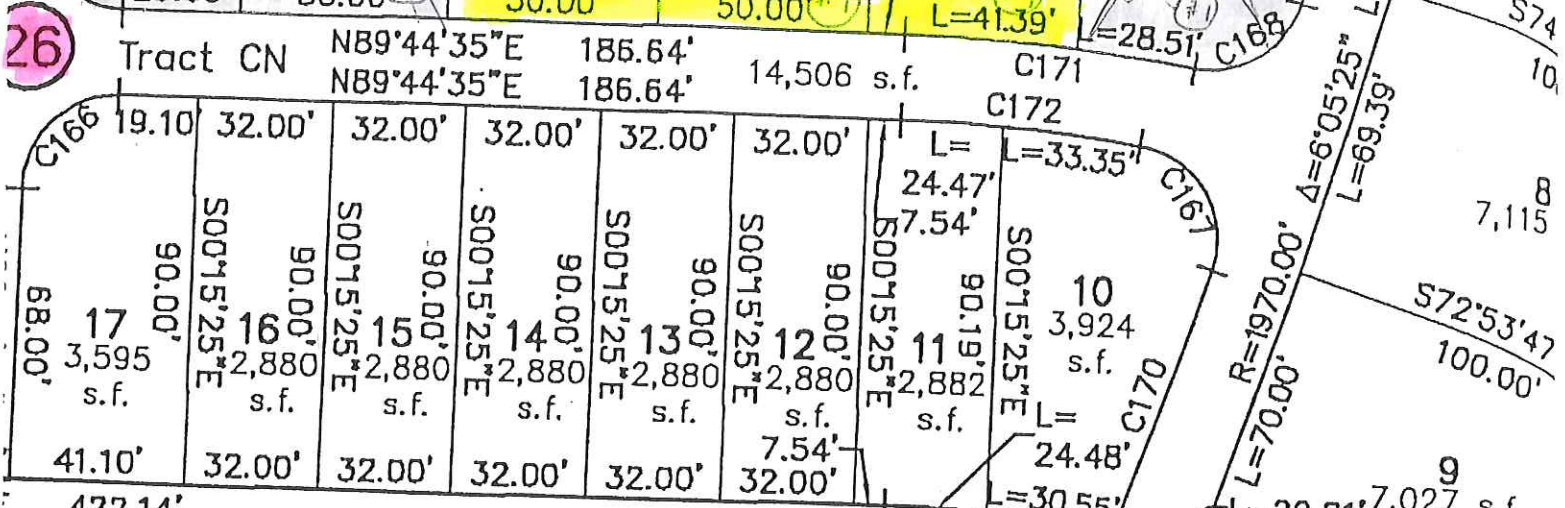 50.00'
L=41.39'
L=28.51'
C168
S74
26
Tract CN
N89°44'35"E 186.64'
N89°44'35"E 186.64'
14,506 s.f.
C171
C172
C166
19.10'
32.00'
32.00'
32.00'
32.00'
32.00'
L=
24.47'
7.54'
L=33.35'
C167
Δ=6°05'25"
L=69.39'
R=1970.00'
8
7,115
S72°53'47
100.00'
68.00'
17
3,595
s.f.
90.00'
S00°15'25"E
16
2,880
s.f.
90.00'
S00°15'25"E
15
2,880
s.f.
90.00'
S00°15'25"E
14
2,880
s.f.
90.00'
S00°15'25"E
13
2,880
s.f.
90.00'
S00°15'25"E
12
2,880
s.f.
90.00'
S00°15'25"E
11
2,882
s.f.
90.19'
S00°15'25"E
10
3,924
s.f.
C170
L=
24.48'
L=30.55'
L=70.00'
9
7,027 s.f.
41.10'
32.00'
32.00'
32.00'
32.00'
32.00'
7.54'